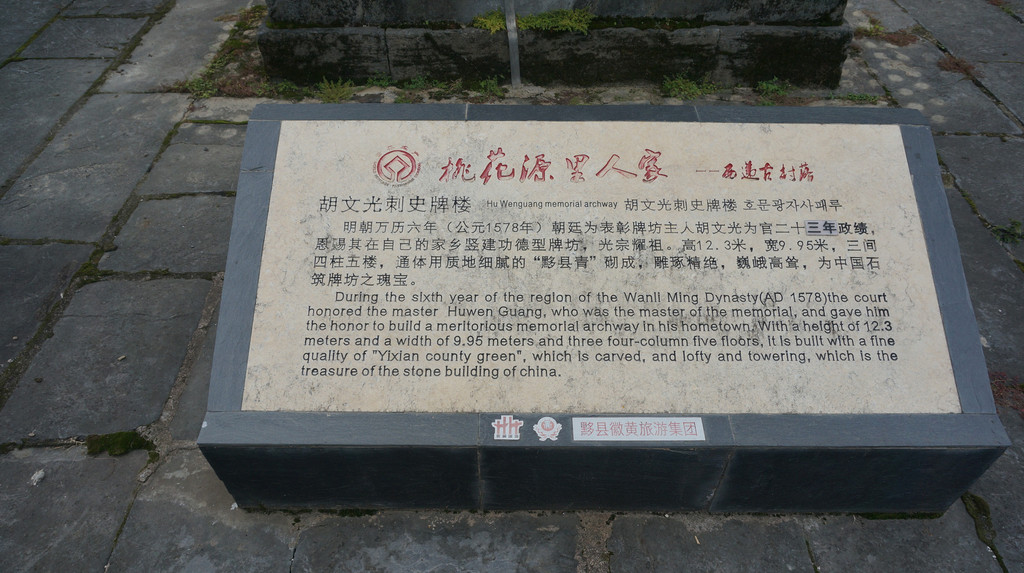 桃花源里人家 ——西递古村落
胡文光刺史牌楼 Hu Wenguang memorial archway 胡文光刺史牌楼 호문광자사패루
明朝万历六年（公元1578年）朝廷为表彰牌坊主人胡文光为官二十三年政绩，
恩赐其在自己的家乡竖建功德型牌坊，光宗耀祖。高12.3米，宽9.95米，三间
四柱五楼，通体用质地细腻的“黟县青”砌成，雕琢精绝，巍峨高耸，为中国石
筑牌坊之瑰宝。
During the sixth year of the region of the Wanli Ming Dynasty(AD 1578)the court
honored the master Huwen Guang, who was the master of the memorial, and gave him
the honor to build a meritorious memorial archway in his hometown. With a height of 12.3
meters and a width of 9.95 meters and three four-column five floors, it is built with a fine
quality of "Yixian county green", which is carved, and lofty and towering, which is the
treasure of the stone building of china.
黟县徽黄旅游集团